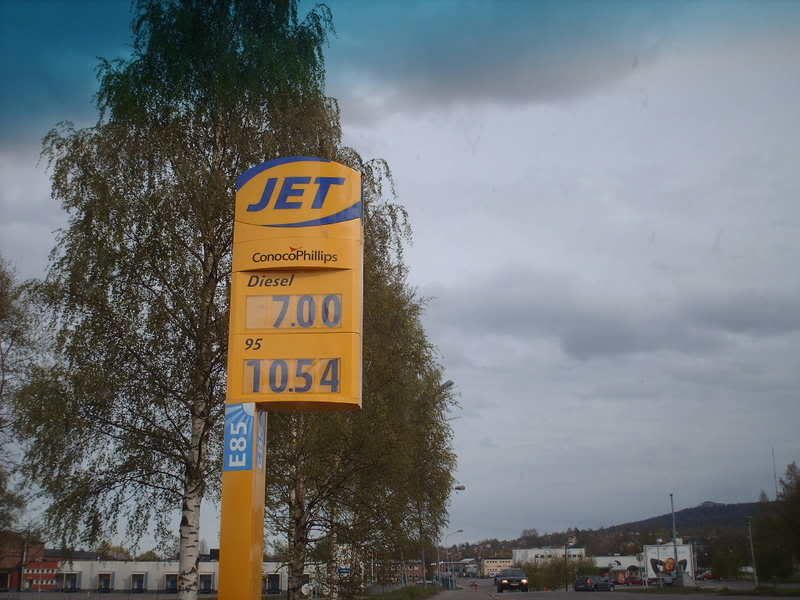 JET
ConocoPhillips
Diesel
7.00
95
10.54
E85